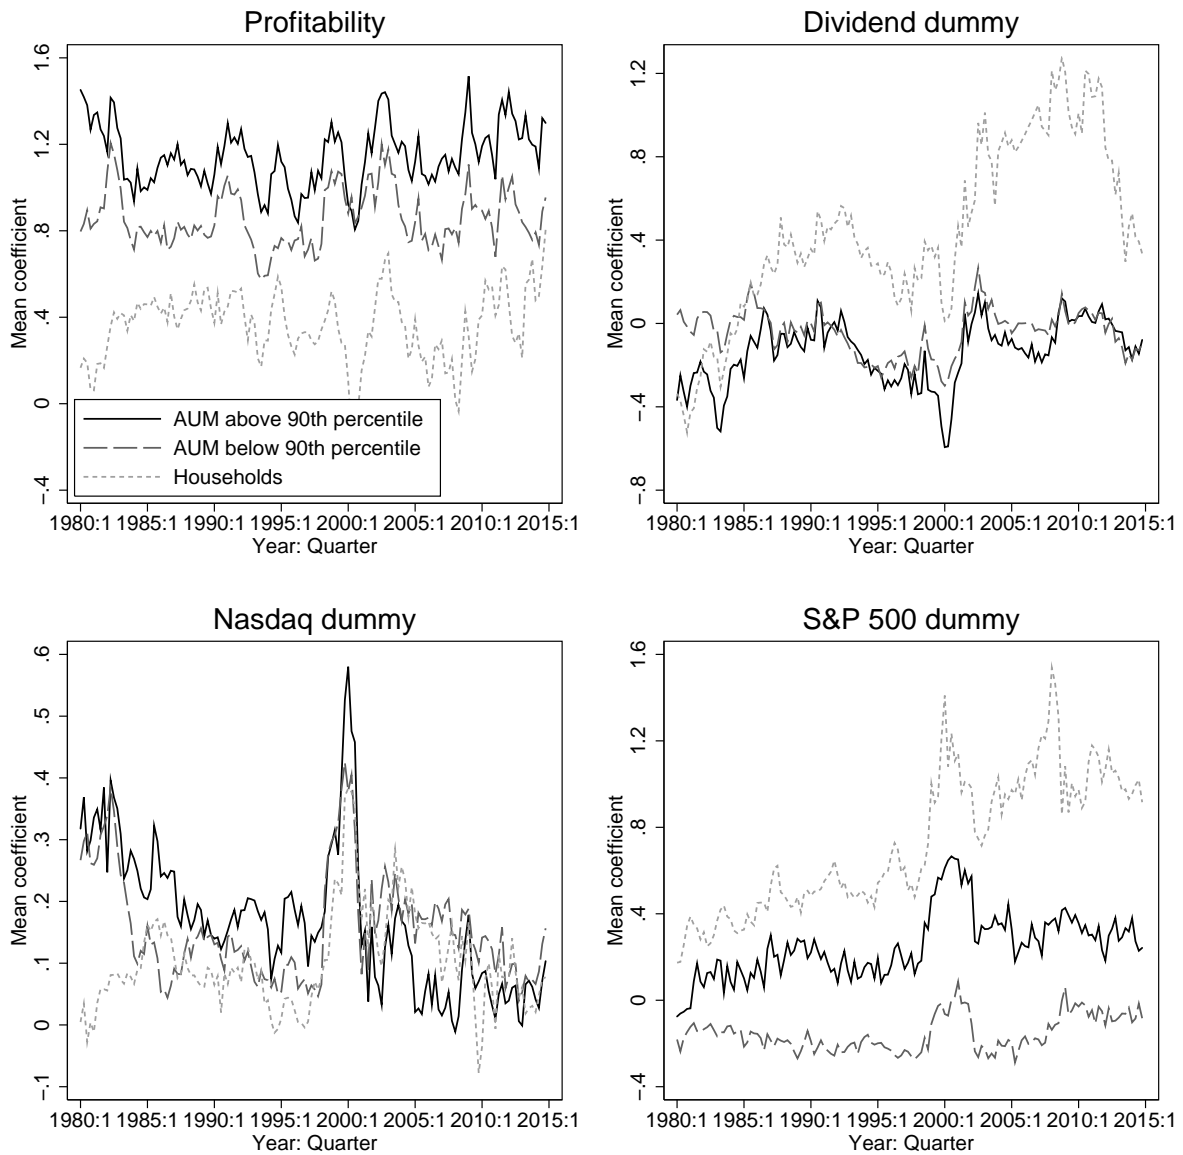 Profitability
Mean coefficient
1.6
1.2
.8
.4
0
-.4
AUM above 90th percentile
AUM below 90th percentile
Households
1980:1 1985:1 1990:1 1995:1 2000:1 2005:1 2010:1 2015:1
Year: Quarter
Dividend dummy
Mean coefficient
1.2
.8
.4
0
-.4
-.8
1980:1 1985:1 1990:1 1995:1 2000:1 2005:1 2010:1 2015:1
Year: Quarter
Nasdaq dummy
Mean coefficient
.6
.5
.4
.3
.2
.1
0
-.1
1980:1 1985:1 1990:1 1995:1 2000:1 2005:1 2010:1 2015:1
Year: Quarter
S&P 500 dummy
Mean coefficient
1.6
1.2
.8
.4
0
-.4
1980:1 1985:1 1990:1 1995:1 2000:1 2005:1 2010:1 2015:1
Year: Quarter